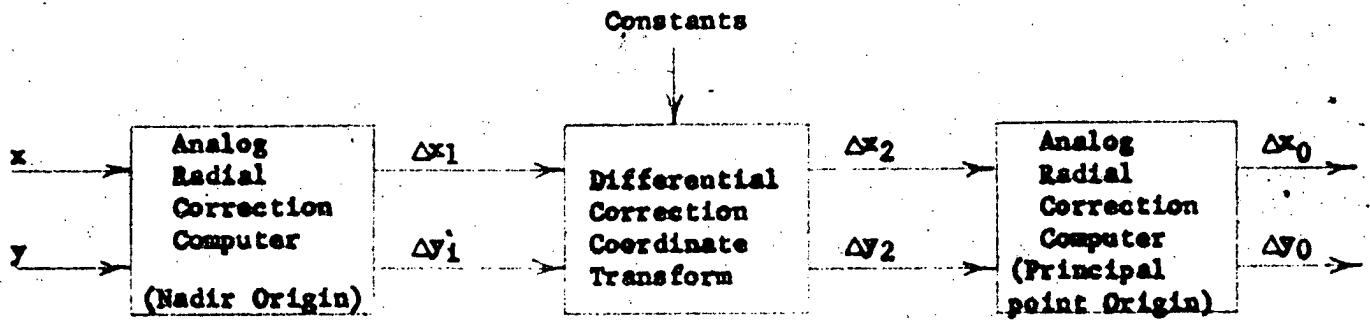 Constants
x
y
Analog
Radial
Correction
Computer
(Nadir Origin)
Δx1
Δy1
Differential
Correction
Coordinate
Transform
Δx2
Δy2
Analog
Radial
Correction
Computer
(Principal
point Origin)
Δx0
Δy0